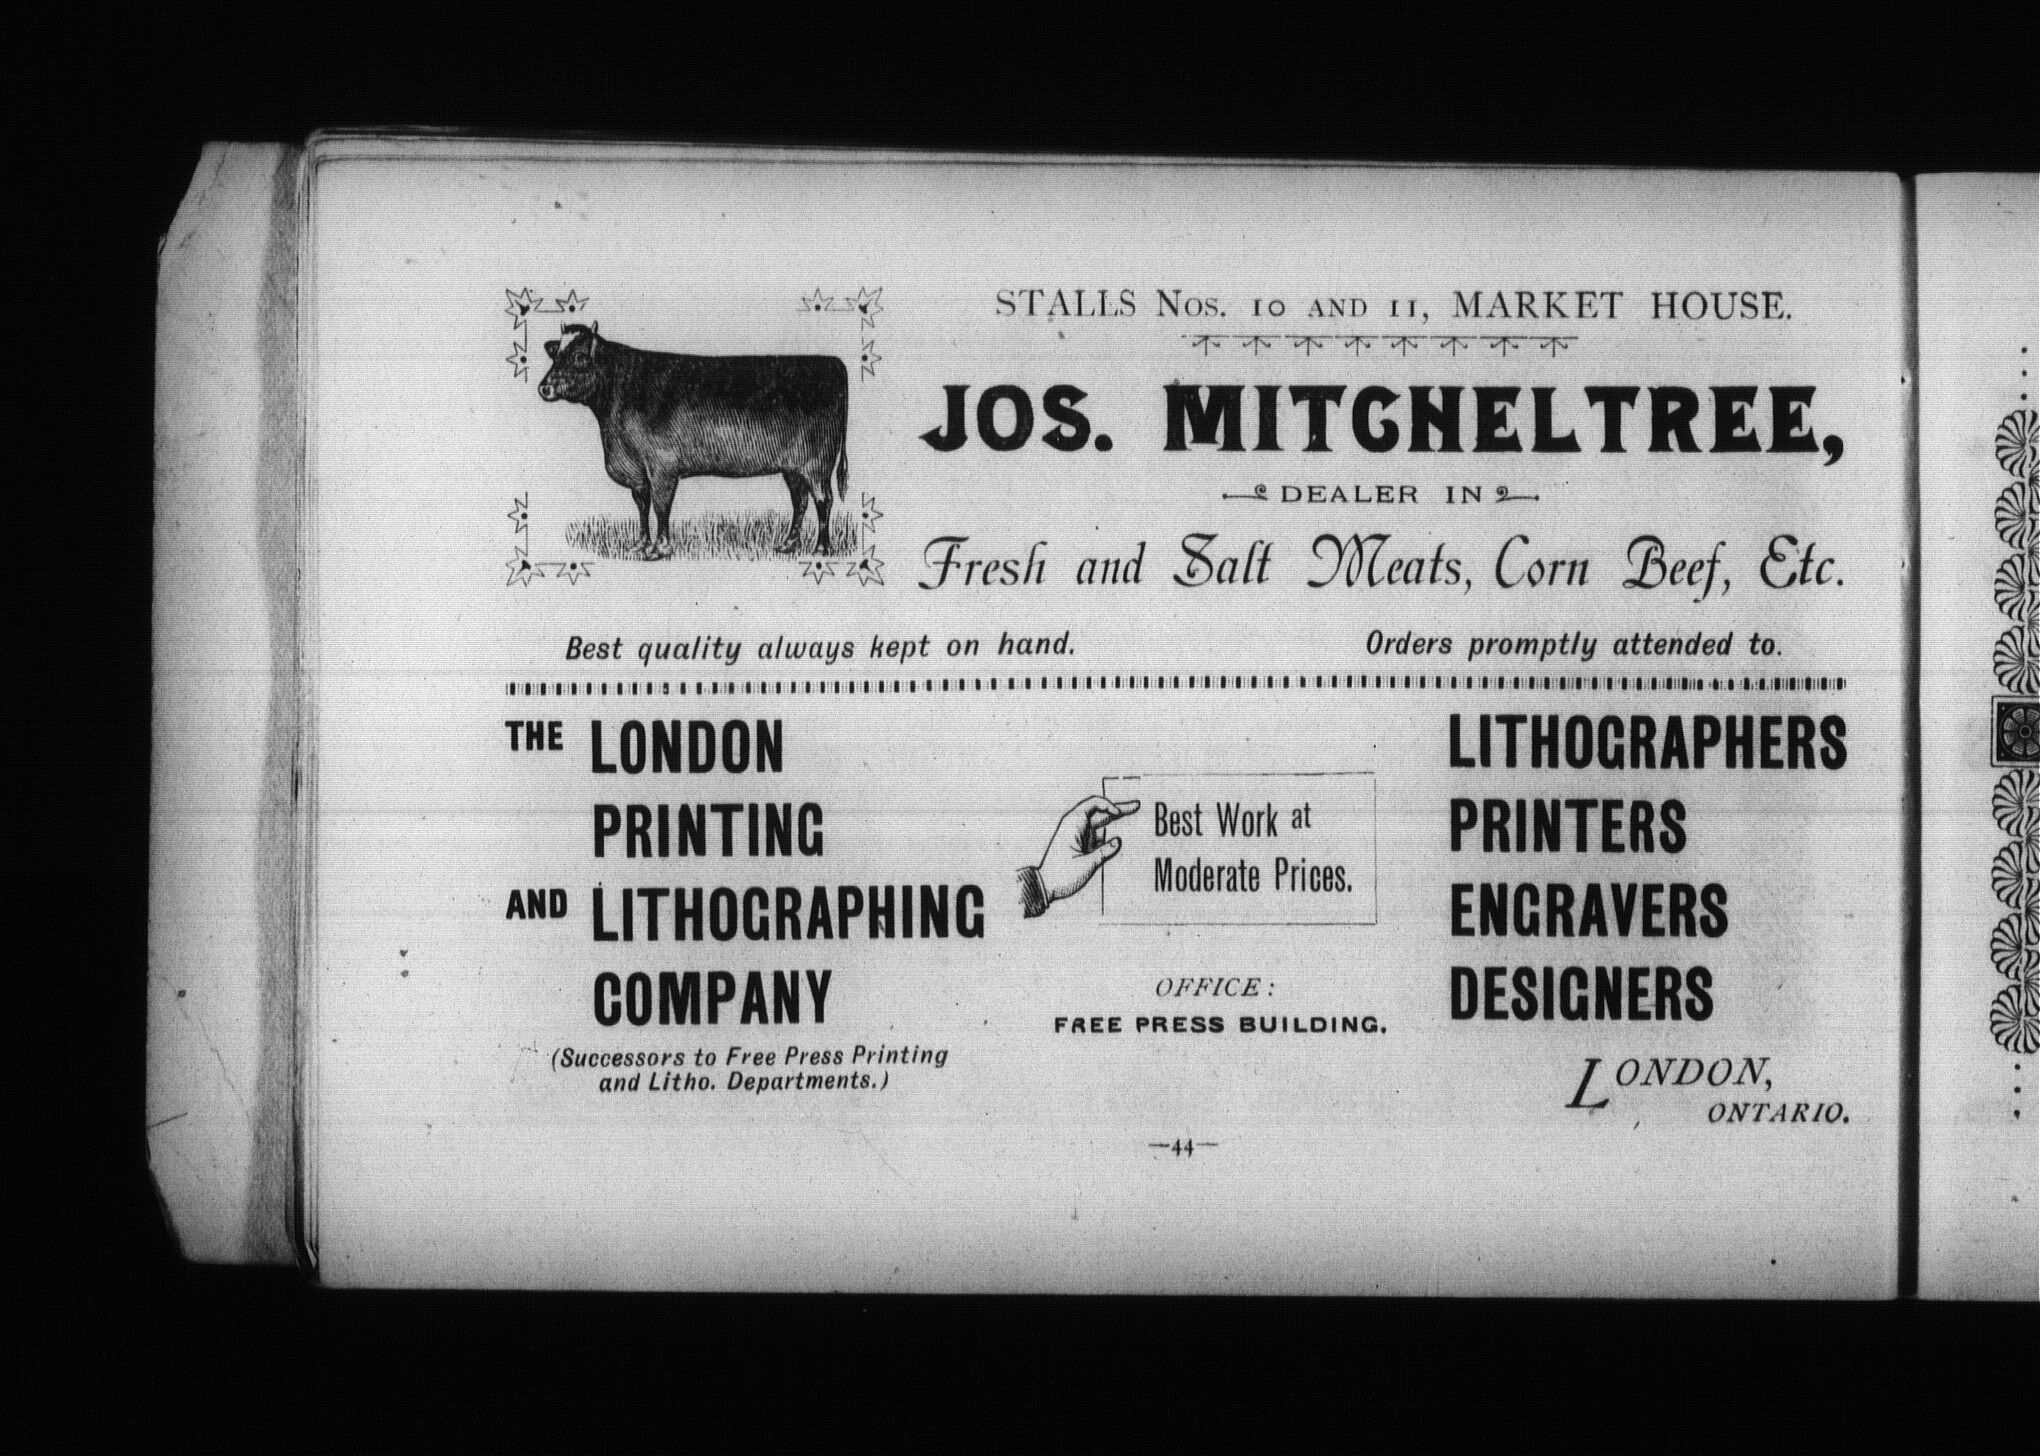 STALLS Nos. 10 AND 11, MARKET HOUSE.
JOS. MITCHELTREE,
DEALER IN
Fresh and Salt Meats, Corn Beef, Etc.
Best quality always kept on hand. Orders promptly attended to.
THE LONDON
PRINTING
AND LITHOGRAPHING
COMPANY
(Successors to Free Press Printing
and Litho. Departments.)
Best Work at
Moderate Prices.
OFFICE:
FREE PRESS BUILDING.
LITHOGRAPHERS
PRINTERS
ENGRAVERS
DESIGNERS
LONDON,
ONTARIO.
—44—